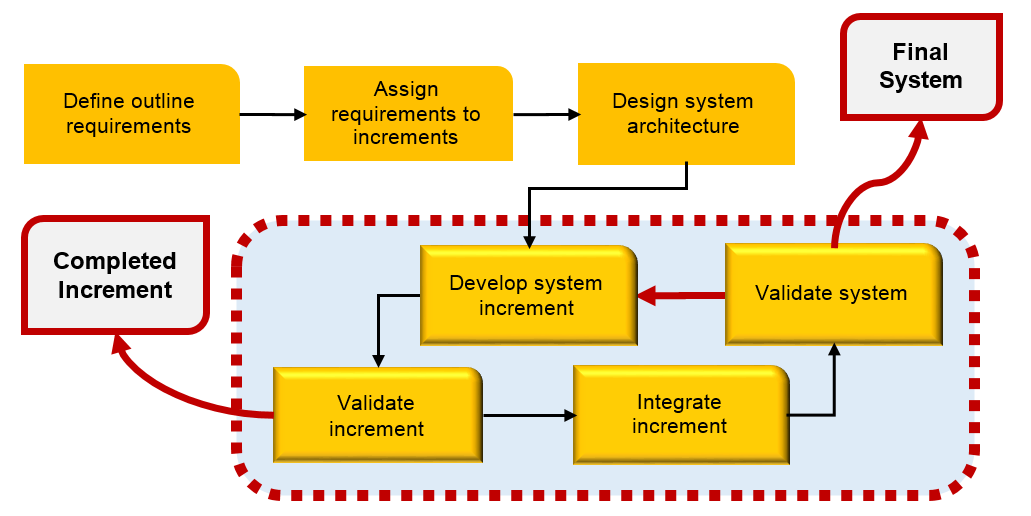 Final
System
Define outline
requirements
Assign
requirements to
increments
Design system
architecture
Completed
Increment
Develop system
increment
Validate system
Validate
increment
Integrate
increment